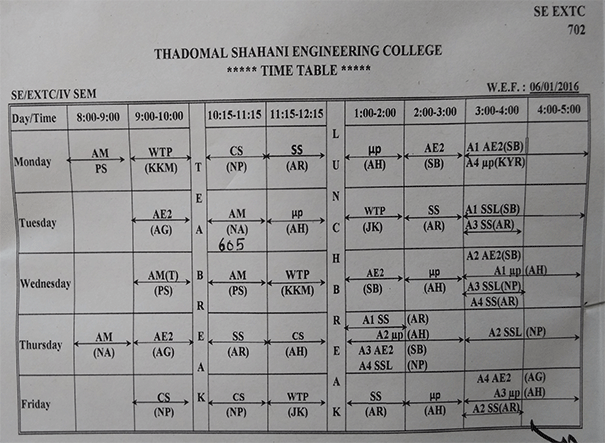 SE EXTC
702
THADOMAL SHAHANI ENGINEERING COLLEGE
***** TIME TABLE *****
SE/EXTC/IV SEM W.E.F. : 06/01/2016
Day/Time 8:00-9:00 9:00-10:00 10:15-11:15 11:15-12:15 1:00-2:00 2:00-3:00 3:00-4:00 4:00-5:00
TEA BREAK
LUNCH BREAK
Monday AM WTP CS SS µp AE2 A1 AE2(SB)
PS (KKM) (NP) (AR) (AH) (SB) A4 µp(KYR)
Tuesday AE2 AM µp WTP SS A1 SSL(SB)
(AG) (NA) (AH) (JK) (AR) A3 SS(AR)
605
Wednesday AM(T) AM WTP AE2 µp A2 AE2(SB)
(PS) (PS) (KKM) (SB) (AH) A1 µp (AH)
A3 SSL(NP)
A4 SS(AR)
Thursday AM AE2 SS CS A1 SS (AR) A2 SSL (NP)
(NA) (AG) (AR) (AH) A2 µp (AH)
A3 AE2 (SB)
A4 SSL (NP)
Friday CS CS WTP SS µp A4 AE2 (AG)
(NP) (NP) (JK) (AR) (AH) A3 µp (AH)
A2 SS(AR)